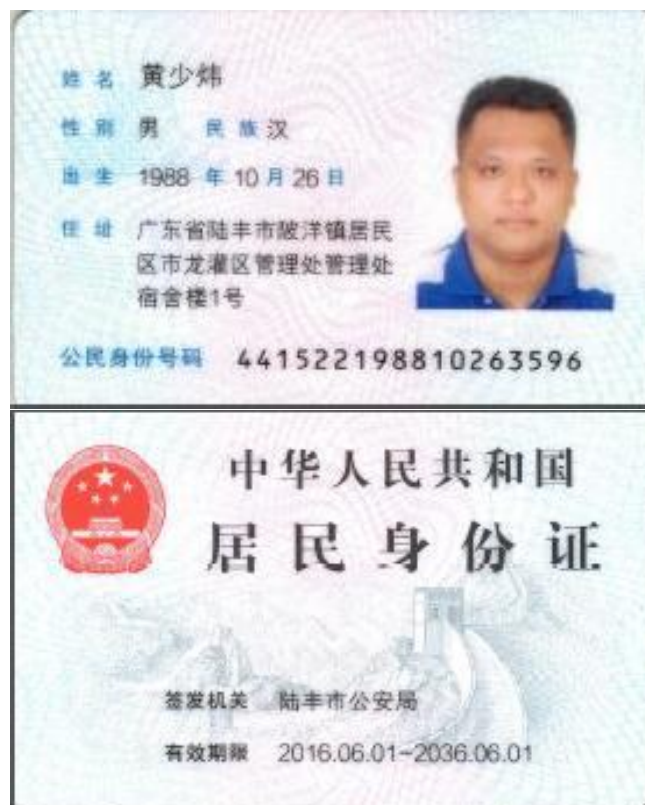 姓名 黄少炜
性别 男 民族 汉
出生 1988 年 10 月 26 日
住址 广东省陆丰市陂洋镇居民
区市龙灌区管理处管理处
宿舍楼1号
公民身份号码 441522198810263596
中华人民共和国
居民身份证
签发机关 陆丰市公安局
有效期限 2016.06.01-2036.06.01